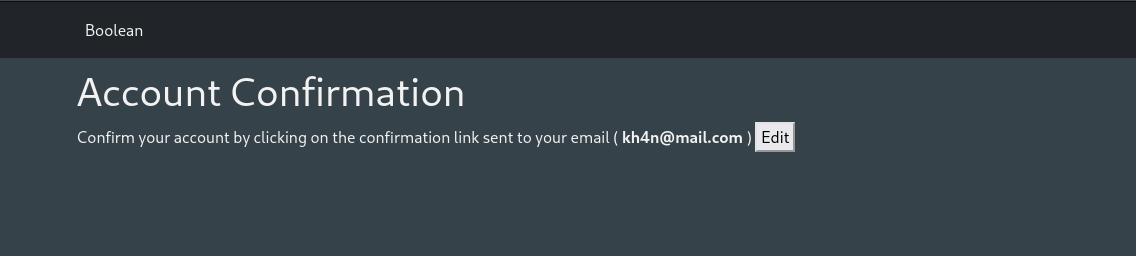 Boolean
Account Confirmation
Confirm your account by clicking on the confirmation link sent to your email ( kh4n@mail.com ) Edit